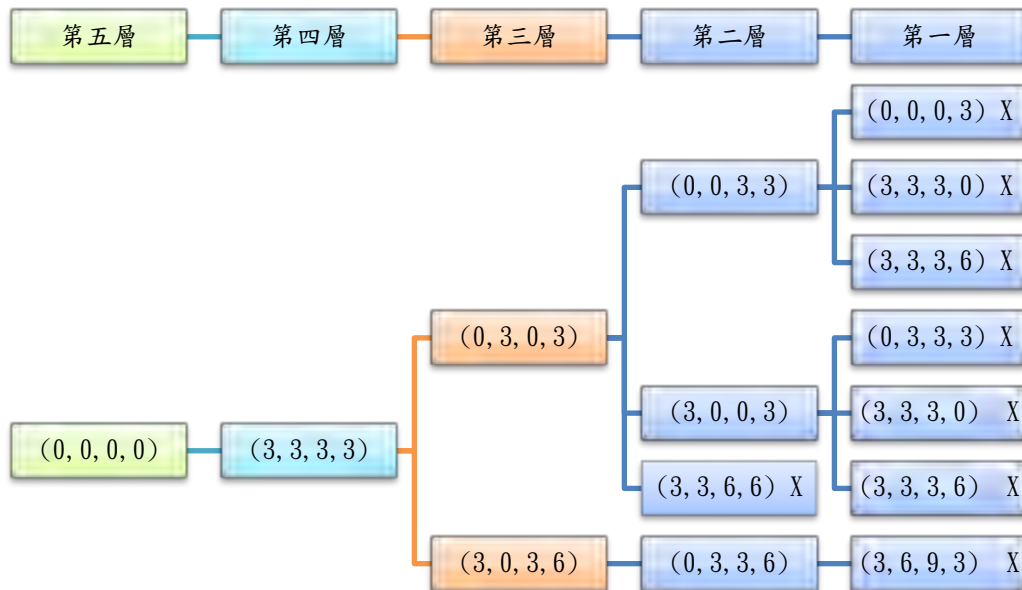 第五層 第四層 第三層 第二層 第一層
(0,0,0,3) X
(0,0,3,3) (3,3,3,0) X
(3,3,3,6) X
(0,3,0,3) (0,3,3,3) X
(3,0,0,3) (3,3,3,0) X
(0,0,0,0) (3,3,3,3)
(3,3,6,6) X (3,3,3,6) X
(3,0,3,6) (0,3,3,6) (3,6,9,3) X